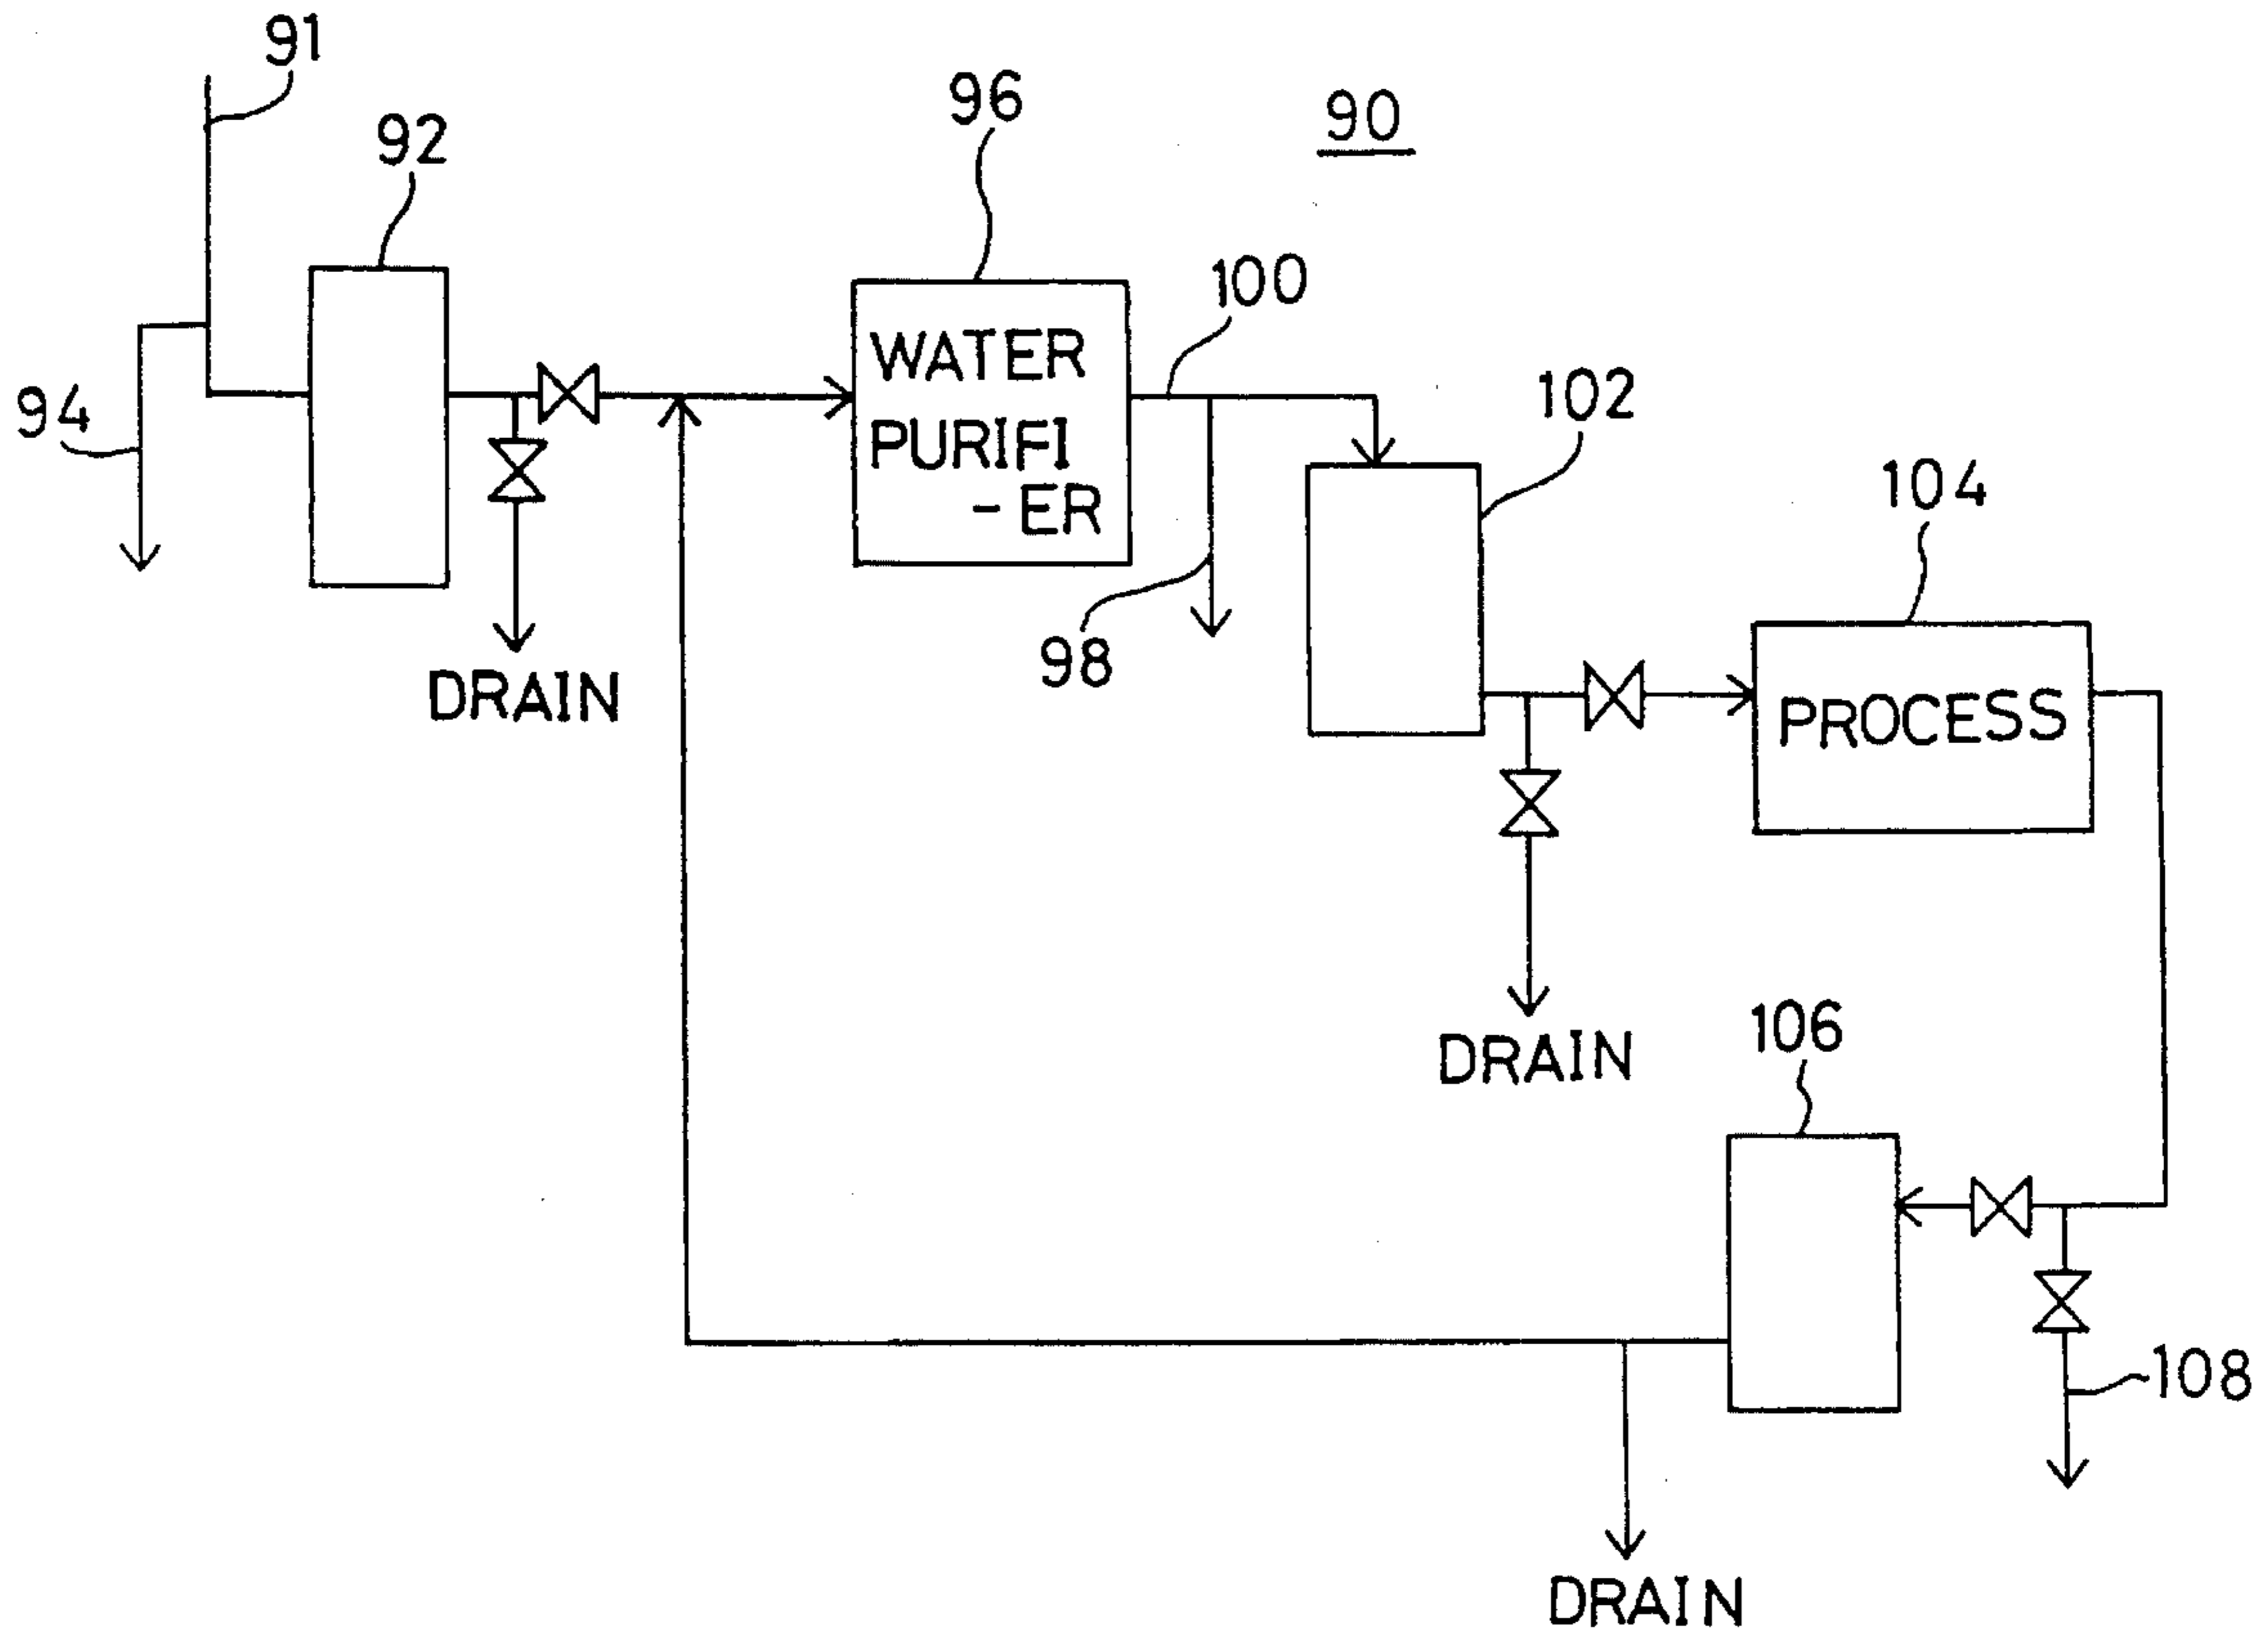 91
96
90
92
100
WATER
PURIFI
-ER
102
94
104
98
DRAIN
PROCESS
106
DRAIN
108
DRAIN